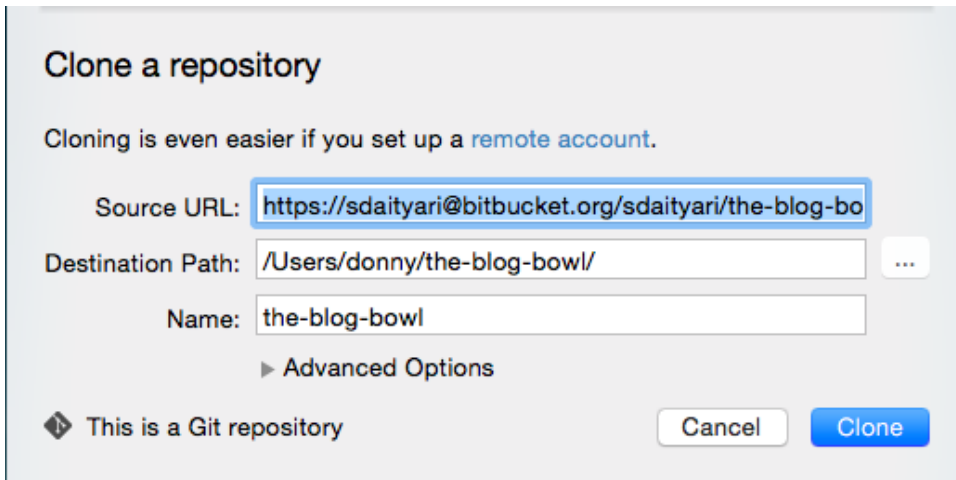 Clone a repository
Cloning is even easier if you set up a remote account.
Source URL: https://sdaityari@bitbucket.org/sdaityari/the-blog-bo
Destination Path: /Users/donny/the-blog-bowl/ ...
Name: the-blog-bowl
Advanced Options
This is a Git repository Cancel Clone